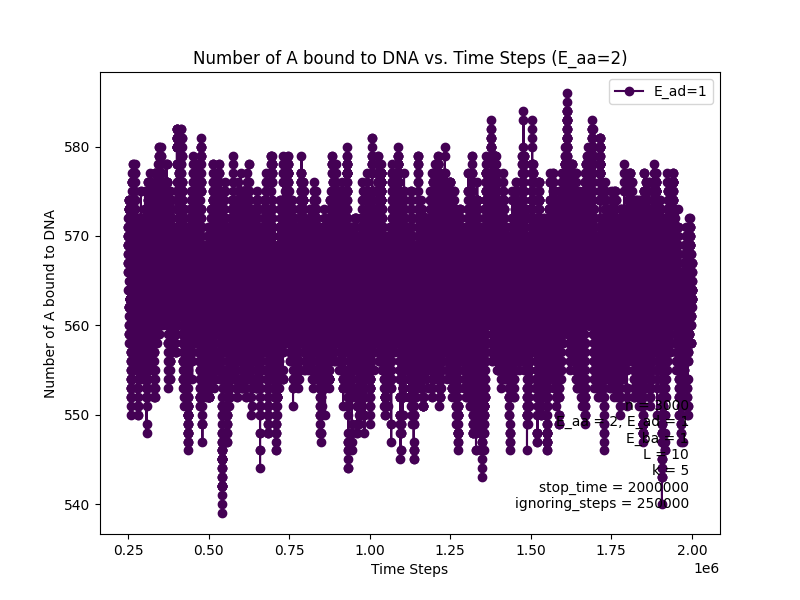 Number of A bound to DNA vs. Time Steps (E_aa=2)
E_ad=1
Number of A bound to DNA
580
570
560
550
540
0.25 0.50 0.75 1.00 1.25 1.50 1.75 2.00
1e6
Time Steps
= 2, E_ad = 1
L = 10
k = 5
stop_time = 2000000
ignoring_steps = 250000